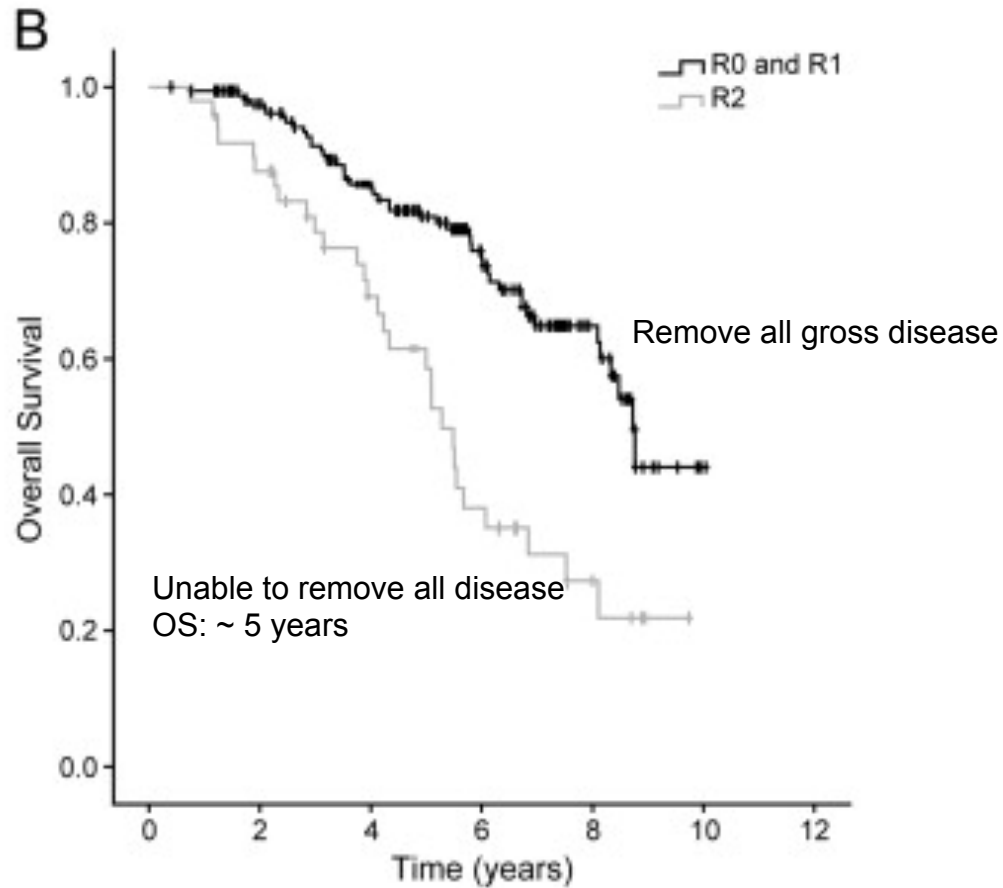 B
R0 and R1
R2
1.0
0.8
0.6
0.4
0.2
0.0
Overall Survival
Remove all gross disease
Unable to remove all disease
OS: ~ 5 years
0 2 4 6 8 10 12
Time (years)